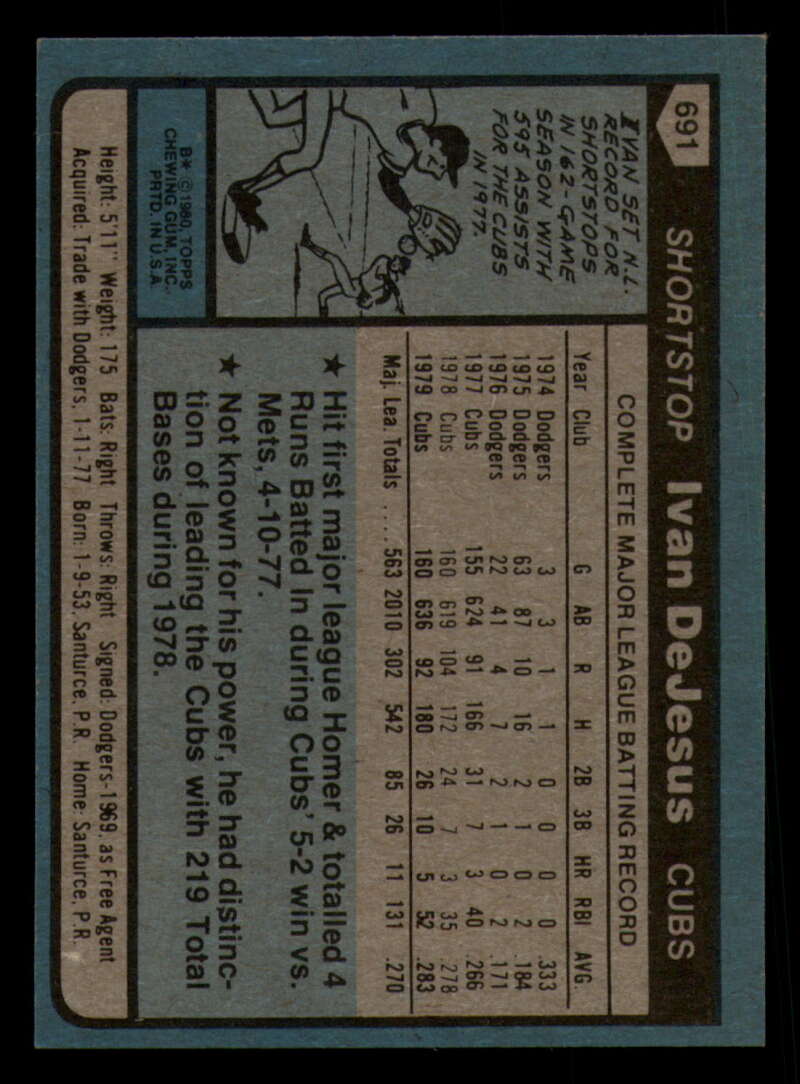 691 SHORTSTOP Ivan DeJesus CUBS
IVAN SET N.L.
RECORD FOR
SHORTSTOPS
IN 162-GAME
SEASON WITH
595 ASSISTS
FOR THE CUBS
IN 1977.
B* ©1980, TOPPS
CHEWING GUM, INC.
PRTD. IN U.S.A.
COMPLETE MAJOR LEAGUE BATTING RECORD
Year Club G AB R H 2B 3B HR RBI AVG.
1974 Dodgers 3 3 1 1 0 0 0 0 .333
1975 Dodgers 63 87 10 16 2 1 0 2 .184
1976 Dodgers 22 41 4 7 2 1 0 2 .171
1977 Cubs 155 624 91 166 31 7 3 40 .266
1978 Cubs 160 619 104 172 24 7 3 35 .278
1979 Cubs 160 636 92 180 26 10 5 52 .283
Maj. Lea Totals .... 563 2010 302 542 85 26 11 131 .270
★ Hit first major league Homer & totalled 4
Runs Batted In during Cubs' 5-2 win vs.
Mets, 4-10-77.
★ Not known for his power, he had distinc-
tion of leading the Cubs with 219 Total
Bases during 1978.
Height: 5'11" Weight: 175 Bats: Right Throws: Right Signed: Dodgers-1969, as Free Agent
Acquired: Trade with Dodgers, 1-11-77 Born: 1-9-53, Santurce, P.R. Home: Santurce, P.R.